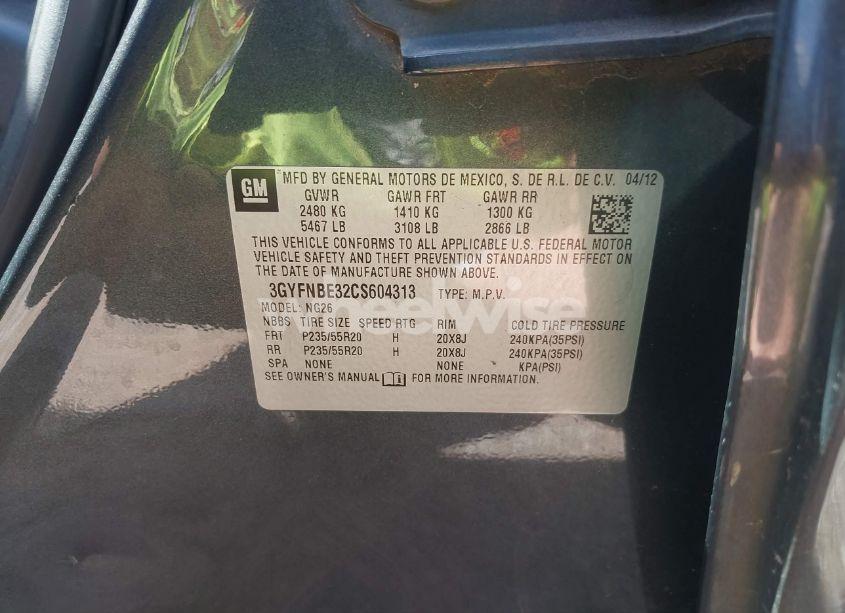 GM MFD BY GENERAL MOTORS DE MEXICO, S. DE R.L. DE C.V. 04/12
GVWR GAWR FRT GAWR RR
2480 KG 1410 KG 1300 KG
5467 LB 3108 LB 2866 LB
THIS VEHICLE CONFORMS TO ALL APPLICABLE U.S. FEDERAL MOTOR
VEHICLE SAFETY AND THEFT PREVENTION STANDARDS IN EFFECT ON
THE DATE OF MANUFACTURE SHOWN ABOVE.
3GYFNBE32CS604313 TYPE: M.P.V.
wheelwise
MODEL: NG26
NBBS TIRE SIZE SPEED RTG RIM COLD TIRE PRESSURE
FRT P235/55R20 H 20X8J 240KPA(35PSI)
RR P235/55R20 H 20X8J 240KPA(35PSI)
SPA NONE NONE KPA(PSI)
SEE OWNER'S MANUAL FOR MORE INFORMATION.